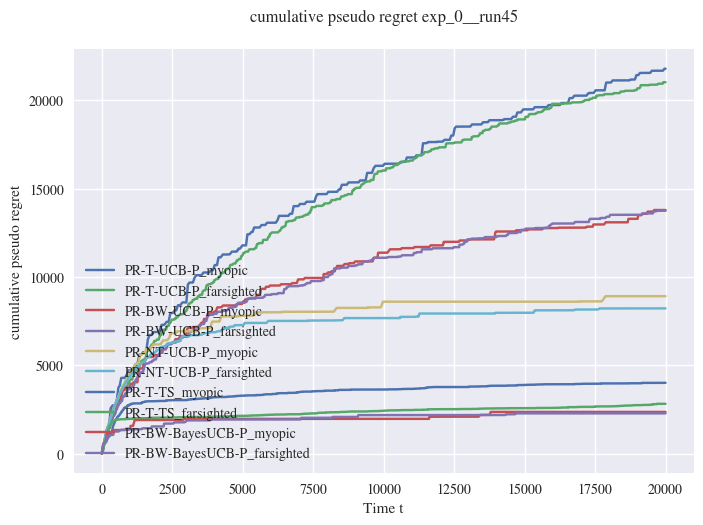 cumulative pseudo regret exp_0__run45
cumulative pseudo regret
20000
15000
10000
5000
0
PR-T-UCB-P_myopic
PR-T-UCB-P_farsighted
PR-BW-UCB-P_myopic
PR-BW-UCB-P_farsighted
PR-NT-UCB-P_myopic
PR-NT-UCB-P_farsighted
PR-T-TS_myopic
PR-T-TS_farsighted
PR-BW-BayesUCB-P_myopic
PR-BW-BayesUCB-P_farsighted
0 2500 5000 7500 10000 12500 15000 17500 20000
Time t